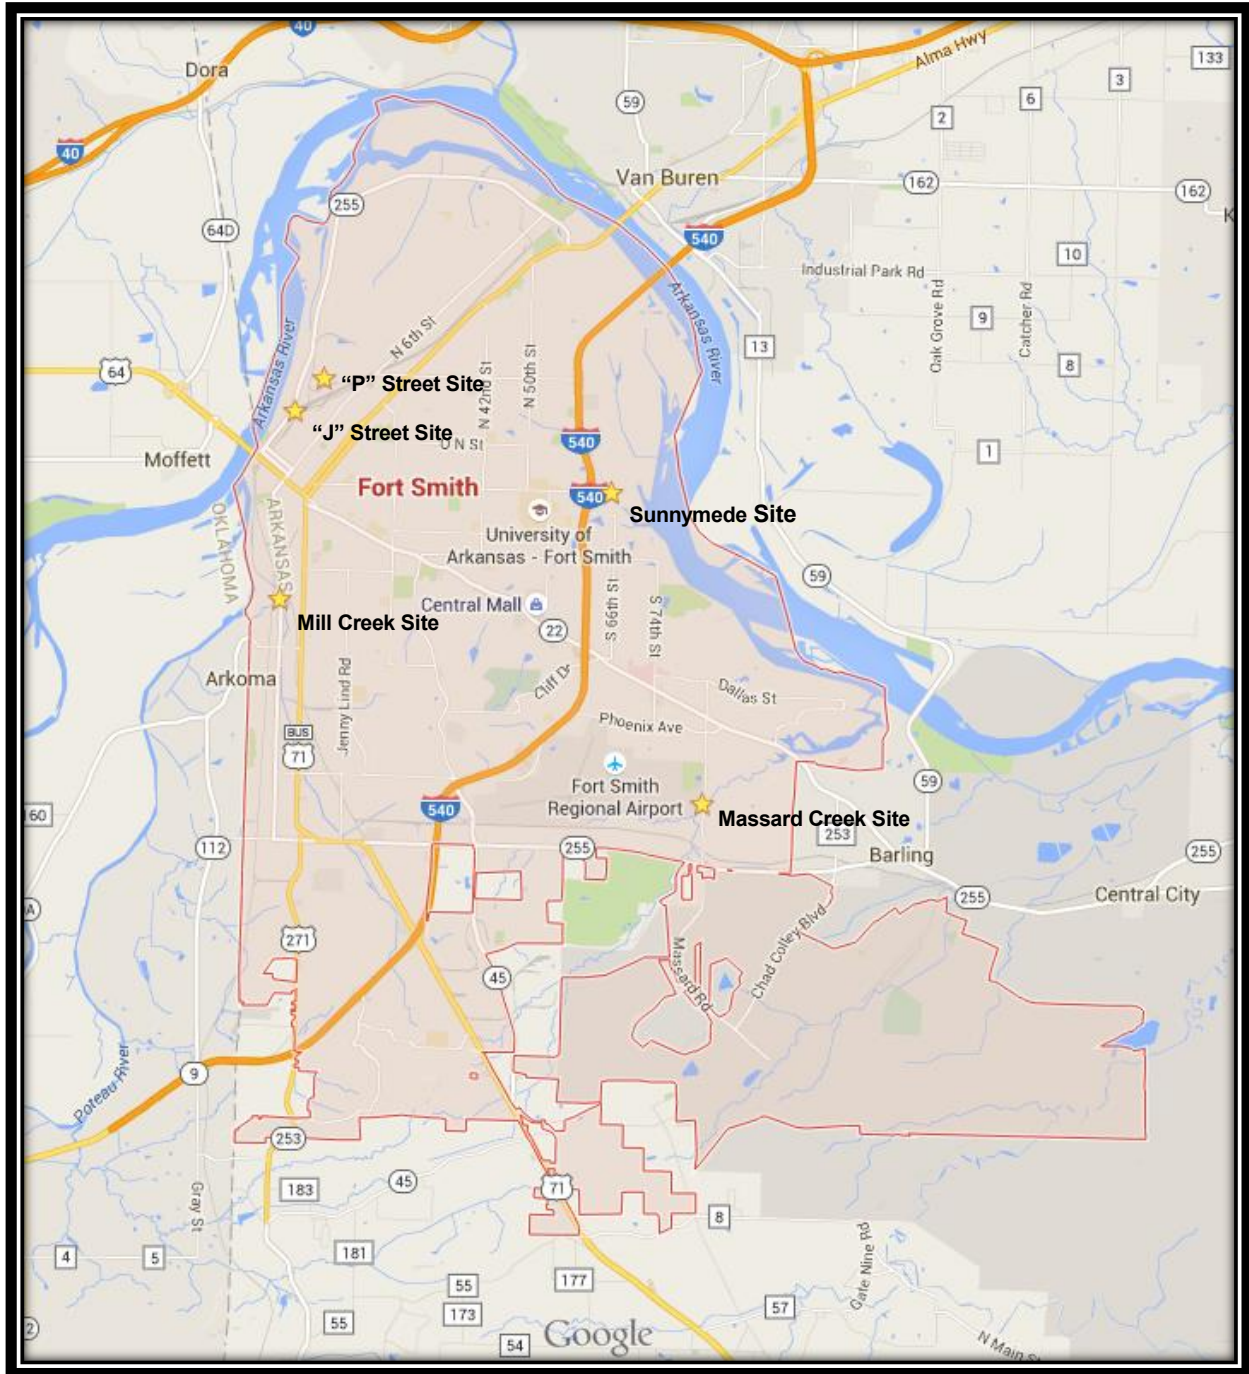 40
Dora
Alma Hwy
133
3
59
6
2
40
Van Buren
162
162
K
255
64D
540
10
Industrial Park Rd
Arkansas River
Oak Grove Rd
Catcher Rd
9
N 6th St
13
Arkansas River
8
64
"P" Street Site
N 42nd St
N 50th St
"J" Street Site
O N St
540
1
Moffett
Fort Smith
540
Sunnymede Site
OKLAHOMA
ARKANSAS
University of
Arkansas - Fort Smith
59
Central Mall
S 66th St
S 74th St
Mill Creek Site
22
Arkoma
Jenny Lind Rd
Cliff Dr
Dallas St
Phoenix Ave
BUS
71
Fort Smith
Regional Airport
59
540
Massard Creek Site
60
253
112
255
Barling
255
Central City
255
A
271
Massard Rd
Chad Colley Blvd
45
Poteau River
9
253
183
45
71
Gray St
8
4
5
181
Gate Nine Rd
55
177
173
57
2
55
54
Google
N Main St